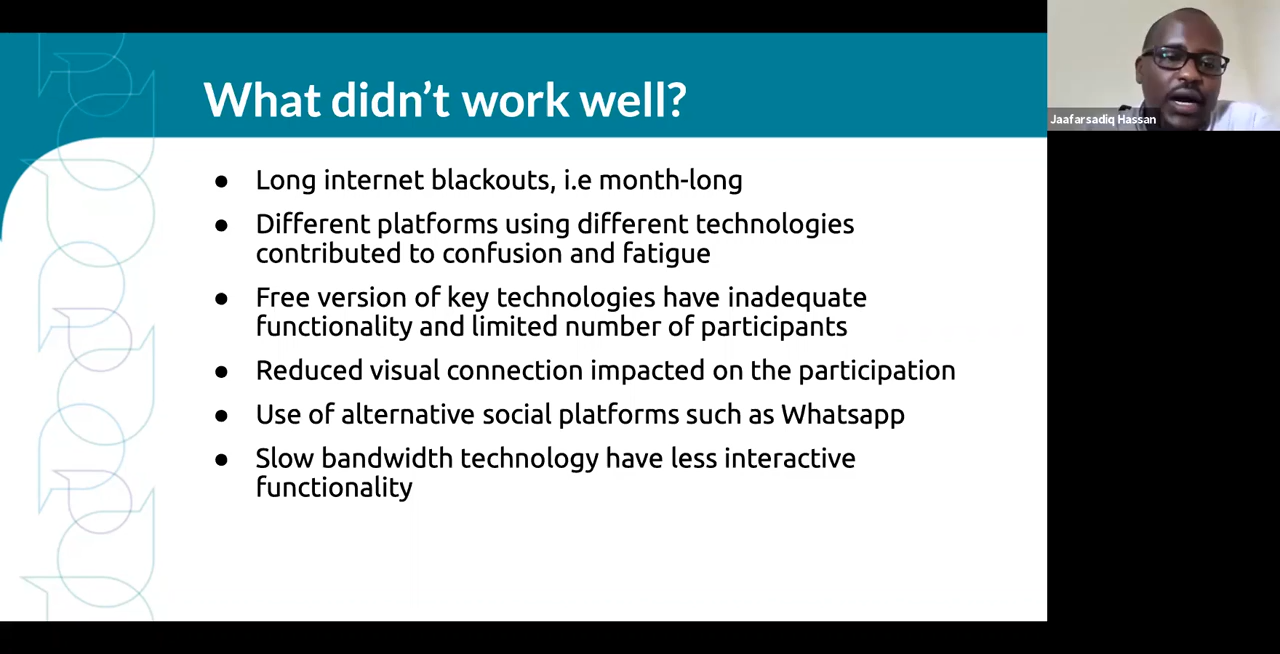 What didn't work well?
● Long internet blackouts, i.e month-long
● Different platforms using different technologies
contributed to confusion and fatigue
● Free version of key technologies have inadequate
functionality and limited number of participants
● Reduced visual connection impacted on the participation
● Use of alternative social platforms such as Whatsapp
● Slow bandwidth technology have less interactive
functionality
Jaafarsadiq Hassan